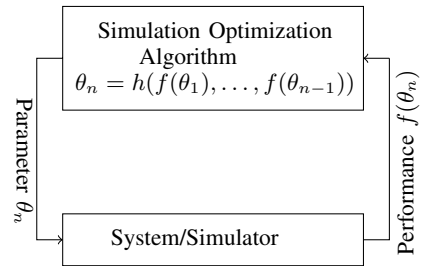 Simulation Optimization
Algorithm
θₙ = h(f(θ₁), . . . , f(θₙ₋₁))
Parameter θₙ
Performance f(θₙ)
System/Simulator